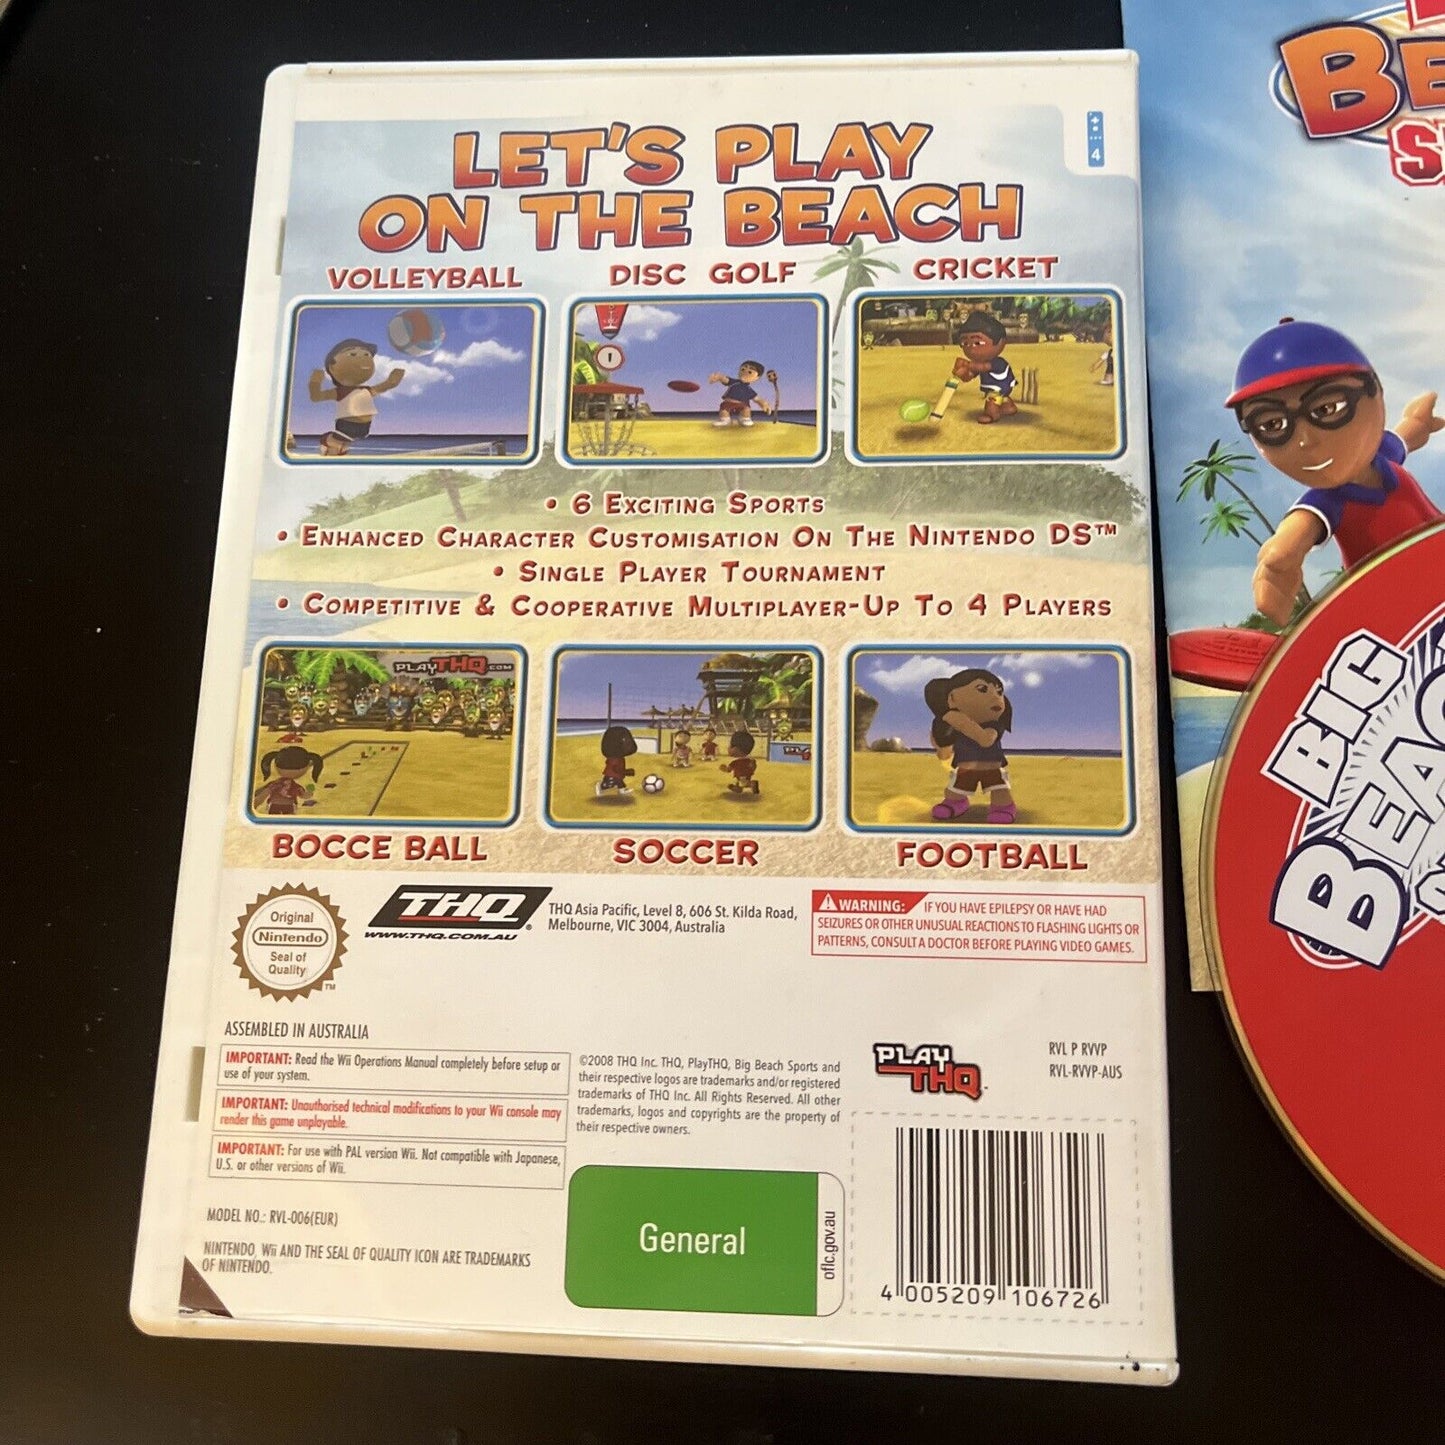 LET'S PLAY
ON THE BEACH
4
VOLLEYBALL
DISC GOLF
CRICKET
1
• 6 EXCITING SPORTS
• ENHANCED CHARACTER CUSTOMISATION ON THE NINTENDO DS™
• SINGLE PLAYER TOURNAMENT
• COMPETITIVE & COOPERATIVE MULTIPLAYER-UP TO 4 PLAYERS
PLAYTHQ.COM
BOCCE BALL
SOCCER
FOOTBALL
Original
Nintendo
Seal of
Quality
TM
THQ®
WWW.THQ.COM.AU
THQ Asia Pacific, Level 8, 606 St. Kilda Road,
Melbourne, VIC 3004, Australia
WARNING: IF YOU HAVE EPILEPSY OR HAVE HAD
SEIZURES OR OTHER UNUSUAL REACTIONS TO FLASHING LIGHTS OR
PATTERNS, CONSULT A DOCTOR BEFORE PLAYING VIDEO GAMES.
ASSEMBLED IN AUSTRALIA
IMPORTANT: Read the Wii Operations Manual completely before setup or
use of your system.
IMPORTANT: Unauthorised technical modifications to your Wii console may
render this game unplayable.
IMPORTANT: For use with PAL version Wii. Not compatible with Japanese,
U.S. or other versions of Wii.
MODEL NO.: RVL-006(EUR)
NINTENDO, Wii AND THE SEAL OF QUALITY ICON ARE TRADEMARKS
OF NINTENDO.
©2008 THQ Inc. THQ, PlayTHQ, Big Beach Sports and
their respective logos are trademarks and/or registered
trademarks of THQ Inc. All Rights Reserved. All other
trademarks, logos and copyrights are the property of
their respective owners.
General
oflc.gov.au
PLAY
THQ™
RVL P RVVP
RVL-RVVP-AUS
4 005209 106726
BIG